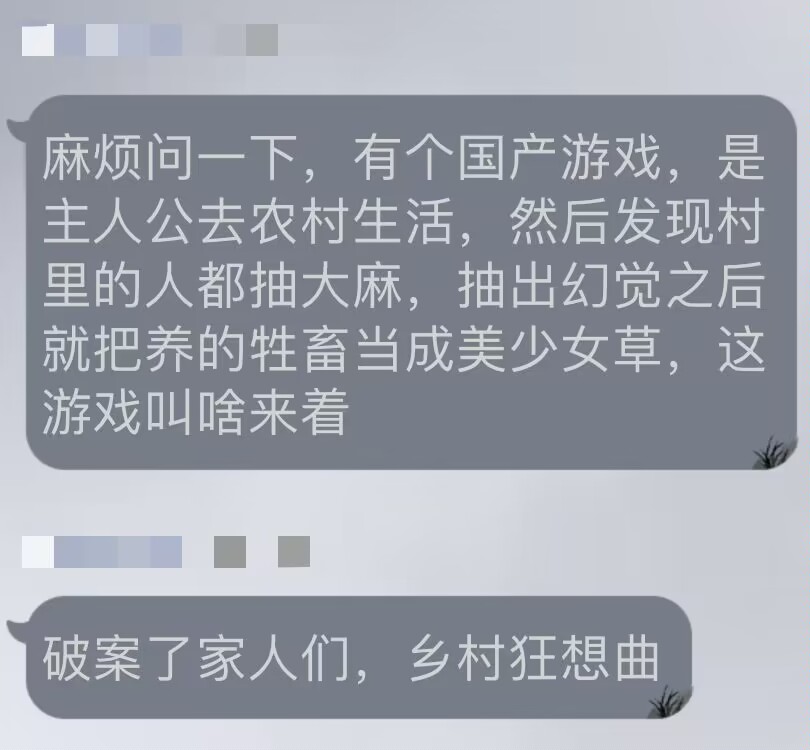 麻烦问一下，有个国产游戏，是
主人公去农村生活，然后发现村
里的人都抽大麻，抽出幻觉之后
就把养的牲畜当成美少女草，这
游戏叫啥来着
破案了家人们，乡村狂想曲